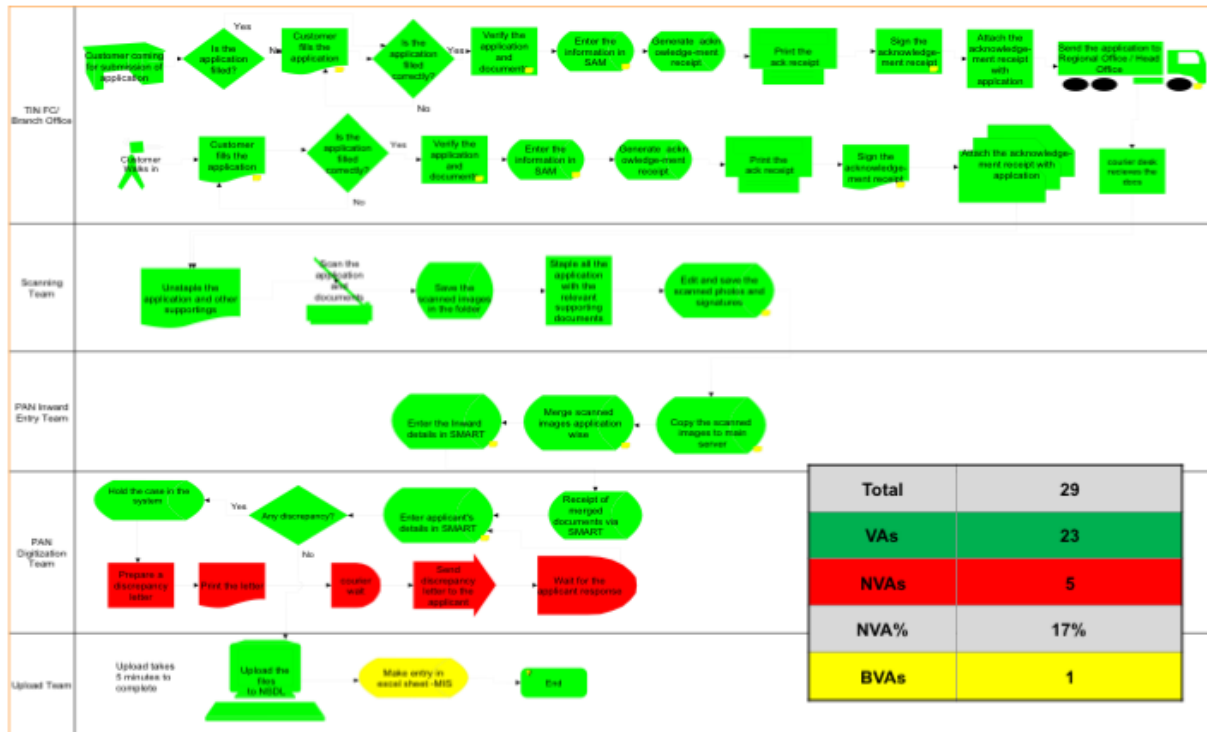 Yes
Customer coming
for submission of
application
Is the
application
filled?
No
Customer
fills the
application
Is the
application
filled
correctly?
Yes
Verify the
application
and
documents
Enter the
information in
SAM
Generate ackn
owledge-ment
receipt
Print the
ack receipt
Sign the
acknowledge-
ment receipt
Attach the
acknowledge-
ment receipt
with
application
Send the application to
Regional Office / Head
Office
No
TIN FC/
Branch Office
Customer
walks in
Customer
fills the
application
Is the
application
filled
correctly?
Yes
Verify the
application
and
documents
Enter the
information in
SAM
Generate ackn
owledge-ment
receipt
Print the
ack receipt
Sign the
acknowledge-
ment receipt
Attach the acknowledge-
ment receipt with
application
courier desk
recieves the
docs
No
Scanning
Team
Unstaple the
application and other
supportings
Scan the
application
and
documents
Save the
scanned images
in the folder
Staple all the
application
with the
relevant
supporting
documents
Edit and save the
scanned photos and
signatures
PAN Inward
Entry Team
Enter the Inward
details in SMART
Merge scanned
images application
wise
Copy the scanned
images to main
server
PAN
Digitization
Team
Hold the case in the
system
Yes
Any discrepancy?
Enter applicant's
details in SMART
Receipt of
merged
documents via
SMART
No
Prepare a
discrepancy
letter
Print the letter
courier
wait
Send
discrepancy
letter to the
applicant
Wait for the
applicant response
Total 29
VAs 23
NVAs 5
NVA% 17%
BVAs 1
Upload Team
Upload takes
5 minutes to
complete
Upload the
files
to NSDL
Make entry in
excel sheet -MIS
End